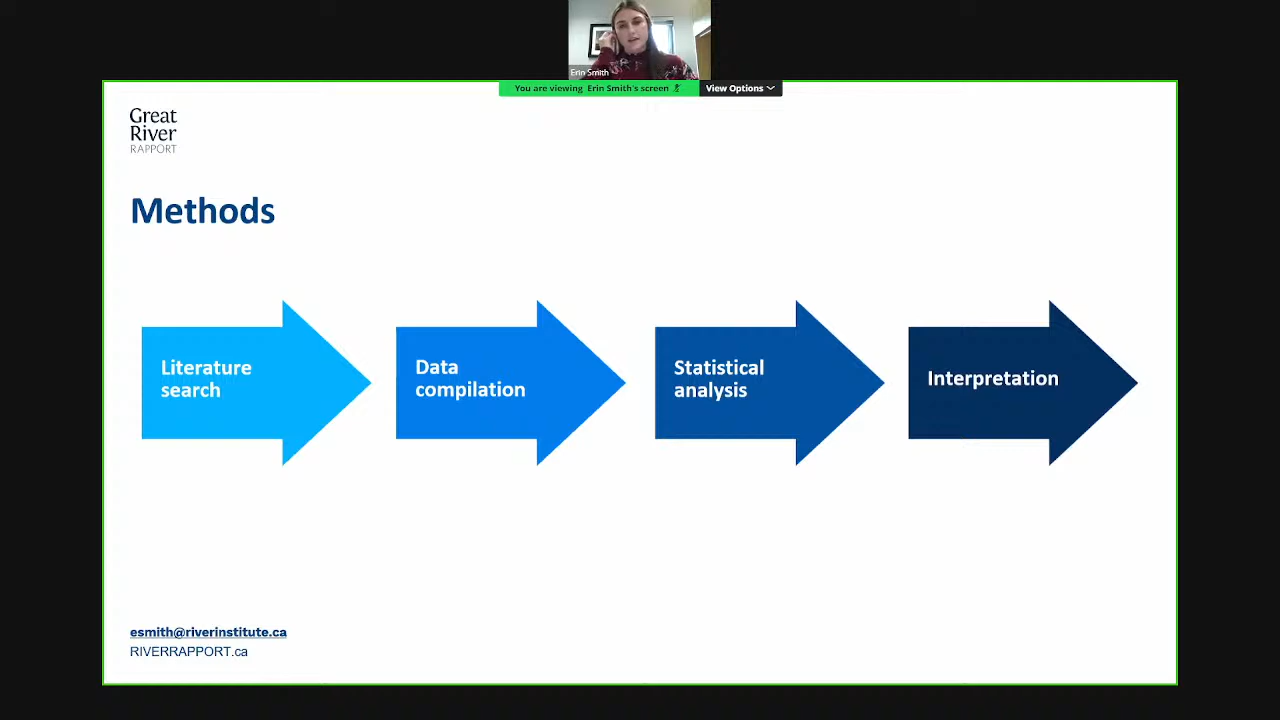 Erin Smith
You are viewing Erin Smith's screen
View Options
Great
River
RAPPORT
Methods
Literature
search
Data
compilation
Statistical
analysis
Interpretation
esmith@riverinstitute.ca
RIVERRAPPORT.ca